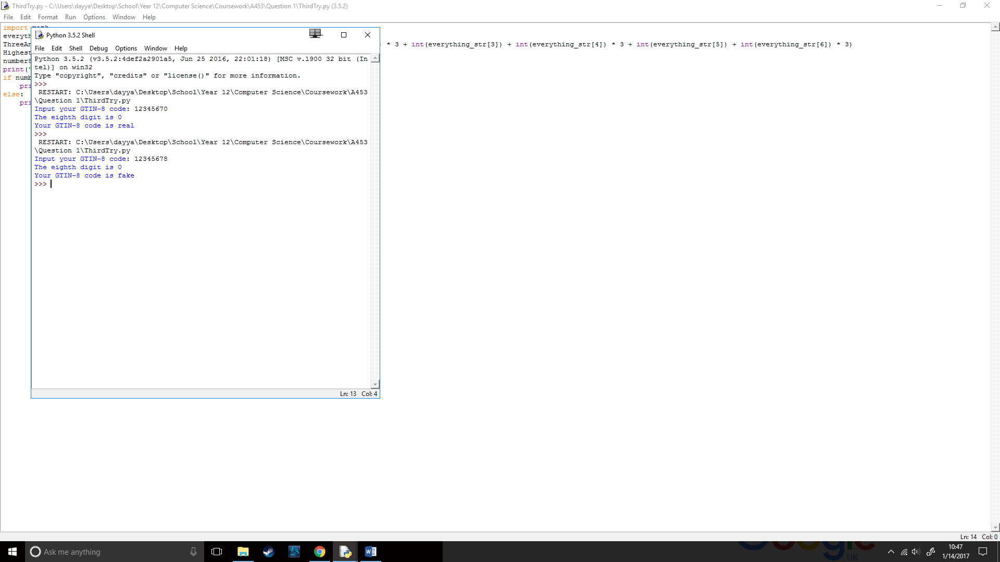 ThirdTry.py - C:\Users\dayya\Desktop\School\Year 12\Computer Science\Coursework\A453\Question 1\ThirdTry.py (3.5.2)
File Edit Format Run Options Window Help
import
* 3 + int(everything_str[3]) + int(everything_str[4]) * 3 + int(everything_str[5]) + int(everything_str[6]) * 3)
print("
if
else:
Python 3.5.2 Shell
File Edit Shell Debug Options Window Help
Python 3.5.2 (v3.5.2:4def2a2901a5, Jun 25 2016, 22:01:18) [MSC v.1900 32 bit (In
tel)] on win32
Type "copyright", "credits" or "license()" for more information.
>>>
RESTART: C:\Users\dayya\Desktop\School\Year 12\Computer Science\Coursework\A453
\Question 1\ThirdTry.py
Input your GTIN-8 code: 12345670
The eighth digit is 0
Your GTIN-8 code is real
>>>
RESTART: C:\Users\dayya\Desktop\School\Year 12\Computer Science\Coursework\A453
\Question 1\ThirdTry.py
Input your GTIN-8 code: 12345678
The eighth digit is 0
Your GTIN-8 code is fake
>>>
Ln: 13 Col: 4
Ln: 14 Col: 0
Ask me anything
UK
10:47
1/14/2017